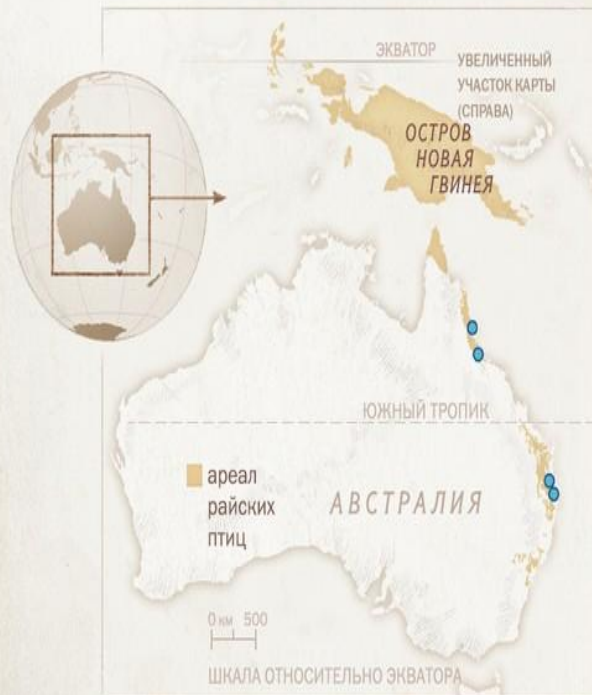 ЭКВАТОР
УВЕЛИЧЕННЫЙ
УЧАСТОК КАРТЫ
(СПРАВА)
ОСТРОВ
НОВАЯ
ГВИНЕЯ
ЮЖНЫЙ ТРОПИК
ареал
райских
птиц
АВСТРАЛИЯ
0 км 500
ШКАЛА ОТНОСИТЕЛЬНО ЭКВАТОРА